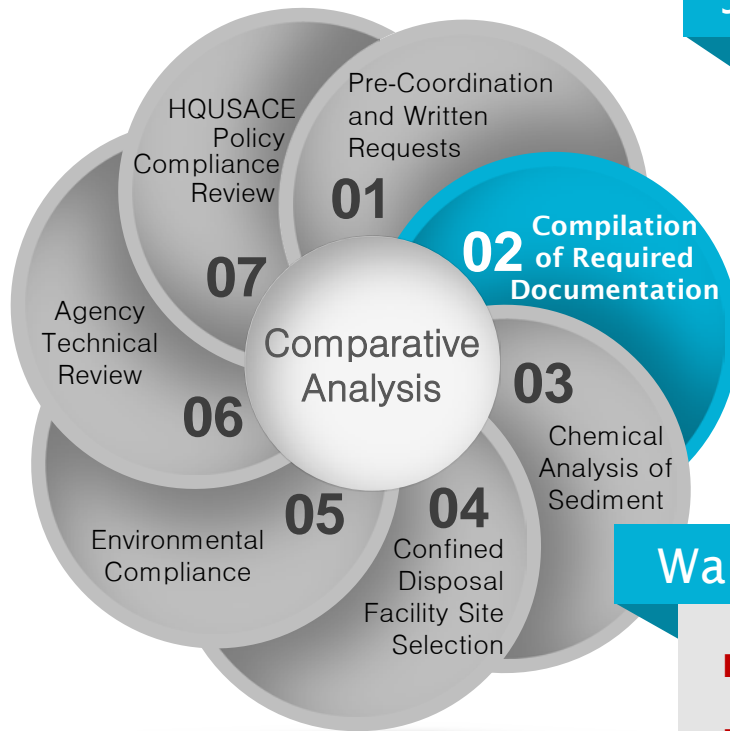 Pre-Coordination
and Written
Requests
01
02
Compilation
of Required
Documentation
03
Chemical
Analysis of
Sediment
04
Confined
Disposal
Facility Site
Selection
05
Environmental
Compliance
06
Agency
Technical
Review
07
HQUSACE
Policy
Compliance
Review
Comparative
Analysis
Wa